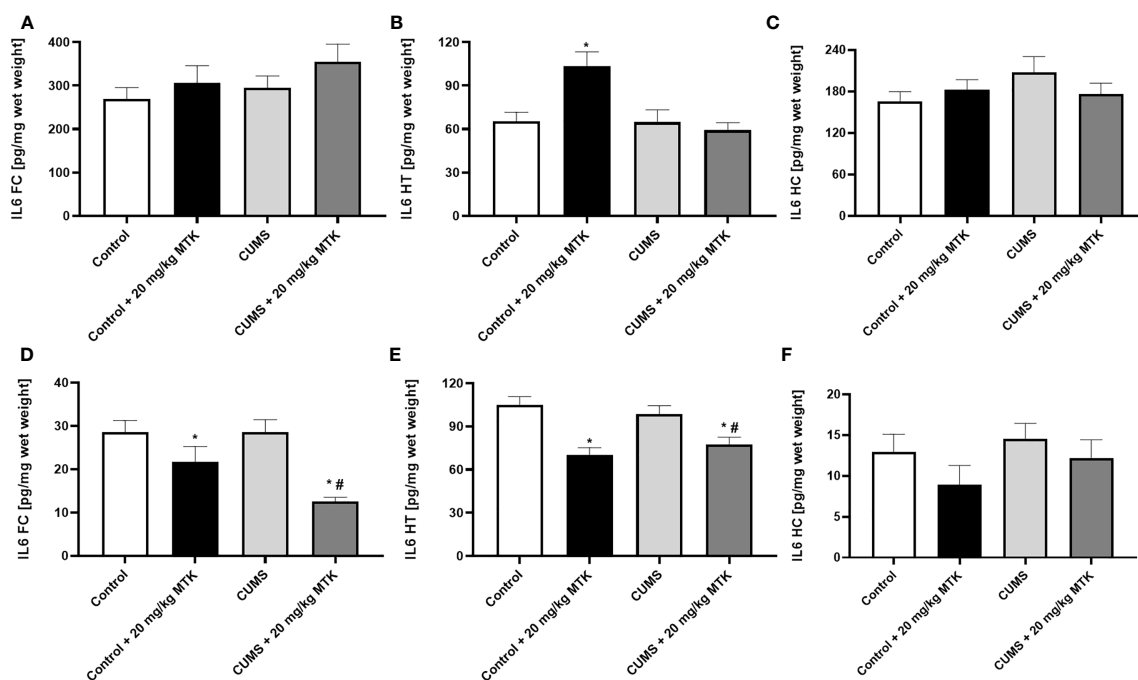 A
IL6 FC [pg/mg wet weight]
400
300
200
100
0
Control
Control + 20 mg/kg MTK
CUMS
CUMS + 20 mg/kg MTK
B
IL6 HT [pg/mg wet weight]
120
90
60
30
0
*
Control
Control + 20 mg/kg MTK
CUMS
CUMS + 20 mg/kg MTK
C
IL6 HC [pg/mg wet weight]
240
180
120
60
0
Control
Control + 20 mg/kg MTK
CUMS
CUMS + 20 mg/kg MTK
D
IL6 FC [pg/mg wet weight]
40
30
20
10
0
*
* #
Control
Control + 20 mg/kg MTK
CUMS
CUMS + 20 mg/kg MTK
E
IL6 HT [pg/mg wet weight]
120
90
60
30
0
*
* #
Control
Control + 20 mg/kg MTK
CUMS
CUMS + 20 mg/kg MTK
F
IL6 HC [pg/mg wet weight]
20
15
10
5
0
Control
Control + 20 mg/kg MTK
CUMS
CUMS + 20 mg/kg MTK